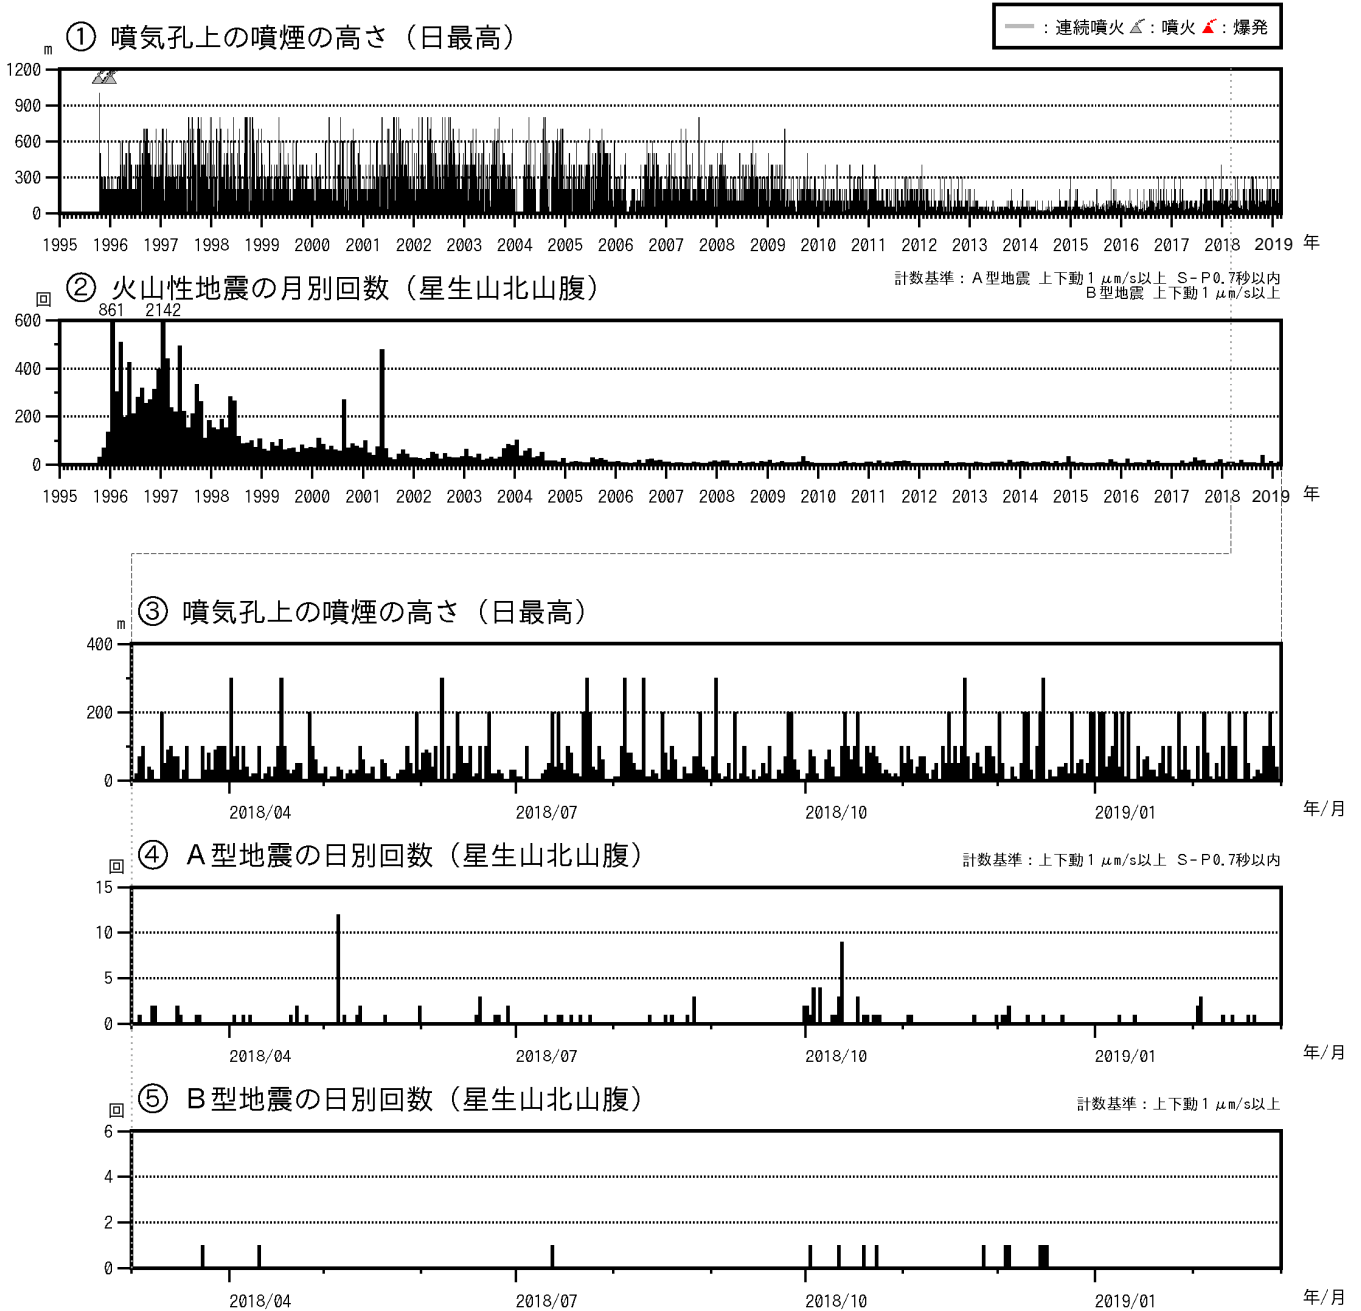 ：連続噴火 ：噴火 ：爆発
① 噴気孔上の噴煙の高さ（日最高）
m
1200
900
600
300
0
1995 1996 1997 1998 1999 2000 2001 2002 2003 2004 2005 2006 2007 2008 2009 2010 2011 2012 2013 2014 2015 2016 2017 2018 2019 年
② 火山性地震の月別回数（星生山北山腹）
計数基準：Ａ型地震 上下動1μm/s以上 Ｓ－Ｐ0.7秒以内
Ｂ型地震 上下動1μm/s以上
回
861 2142
600
400
200
0
1995 1996 1997 1998 1999 2000 2001 2002 2003 2004 2005 2006 2007 2008 2009 2010 2011 2012 2013 2014 2015 2016 2017 2018 2019 年
③ 噴気孔上の噴煙の高さ（日最高）
m
400
200
0
2018/04 2018/07 2018/10 2019/01 年/月
④ Ａ型地震の日別回数（星生山北山腹）
計数基準：上下動1μm/s以上 Ｓ－Ｐ0.7秒以内
回
15
10
5
0
2018/04 2018/07 2018/10 2019/01 年/月
⑤ Ｂ型地震の日別回数（星生山北山腹）
計数基準：上下動1μm/s以上
回
6
4
2
0
2018/04 2018/07 2018/10 2019/01 年/月